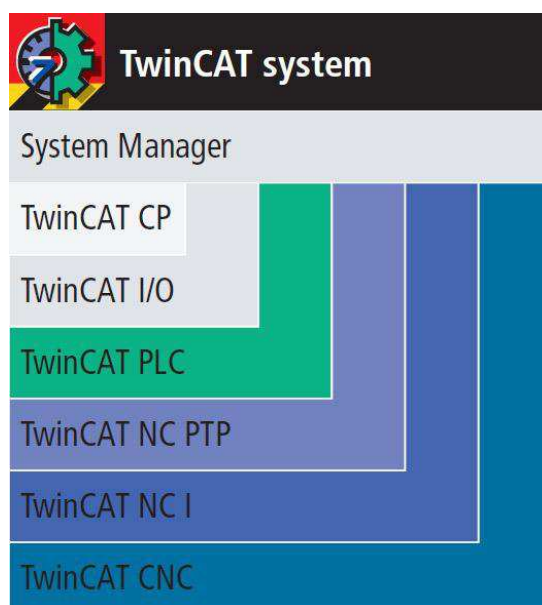 TwinCAT system
System Manager
TwinCAT CP
TwinCAT I/O
TwinCAT PLC
TwinCAT NC PTP
TwinCAT NC I
TwinCAT CNC